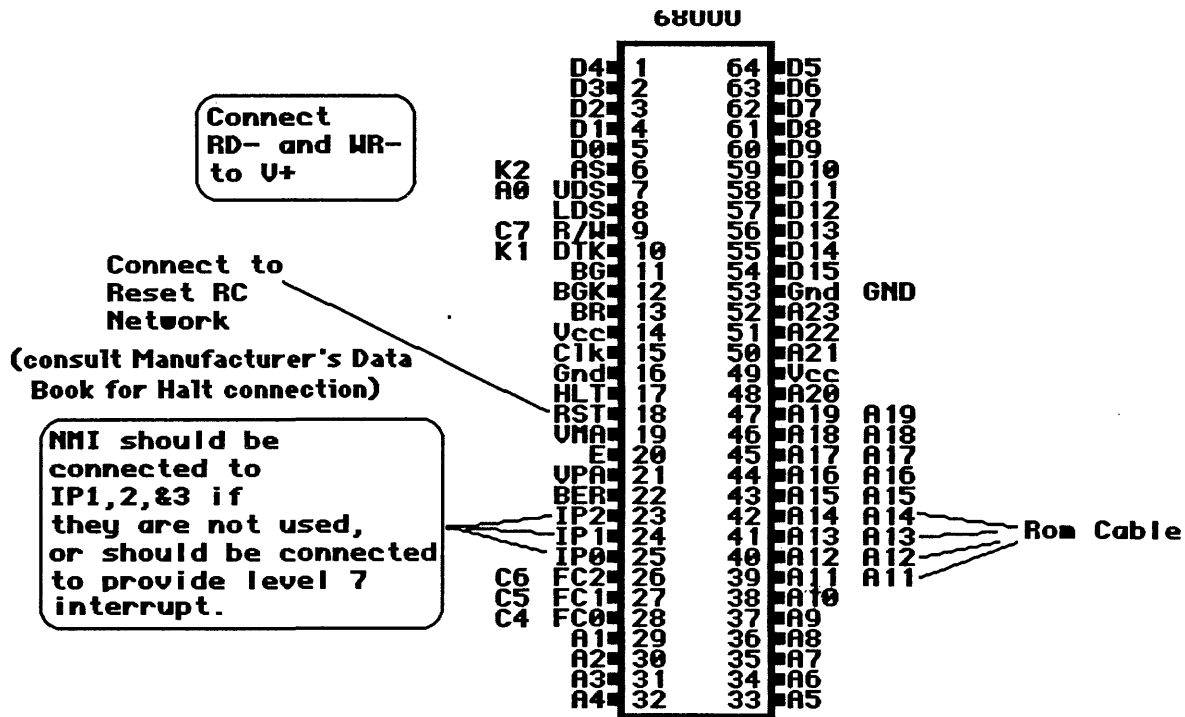 68000
D4 1 64 D5
D3 2 63 D6
D2 3 62 D7
D1 4 61 D8
D0 5 60 D9
K2 AS 6 59 D10
A0 UDS 7 58 D11
LDS 8 57 D12
C7 R/W 9 56 D13
K1 DTK 10 55 D14
BG 11 54 D15
BGK 12 53 Gnd GND
BR 13 52 A23
Vcc 14 51 A22
Clk 15 50 A21
Gnd 16 49 Vcc
HLT 17 48 A20
RST 18 47 A19 A19
VMA 19 46 A18 A18
E 20 45 A17 A17
VPA 21 44 A16 A16
BER 22 43 A15 A15
IP2 23 42 A14 A14
IP1 24 41 A13 A13
IP0 25 40 A12 A12
C6 FC2 26 39 A11 A11
C5 FC1 27 38 A10
C4 FC0 28 37 A9
A1 29 36 A8
A2 30 35 A7
A3 31 34 A6
A4 32 33 A5
Connect
RD- and WR-
to V+
Connect to
Reset RC
Network
(consult Manufacturer's Data
Book for Halt connection)
NMI should be
connected to
IP1,2,&3 if
they are not used,
or should be connected
to provide level 7
interrupt.
Rom Cable